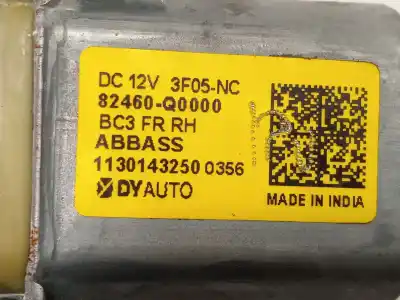 DC 12V 3F05-NC
82460-Q0000
BC3 FR RH
ABBASS
1130143250 0356
DYAUTO
MADE IN INDIA